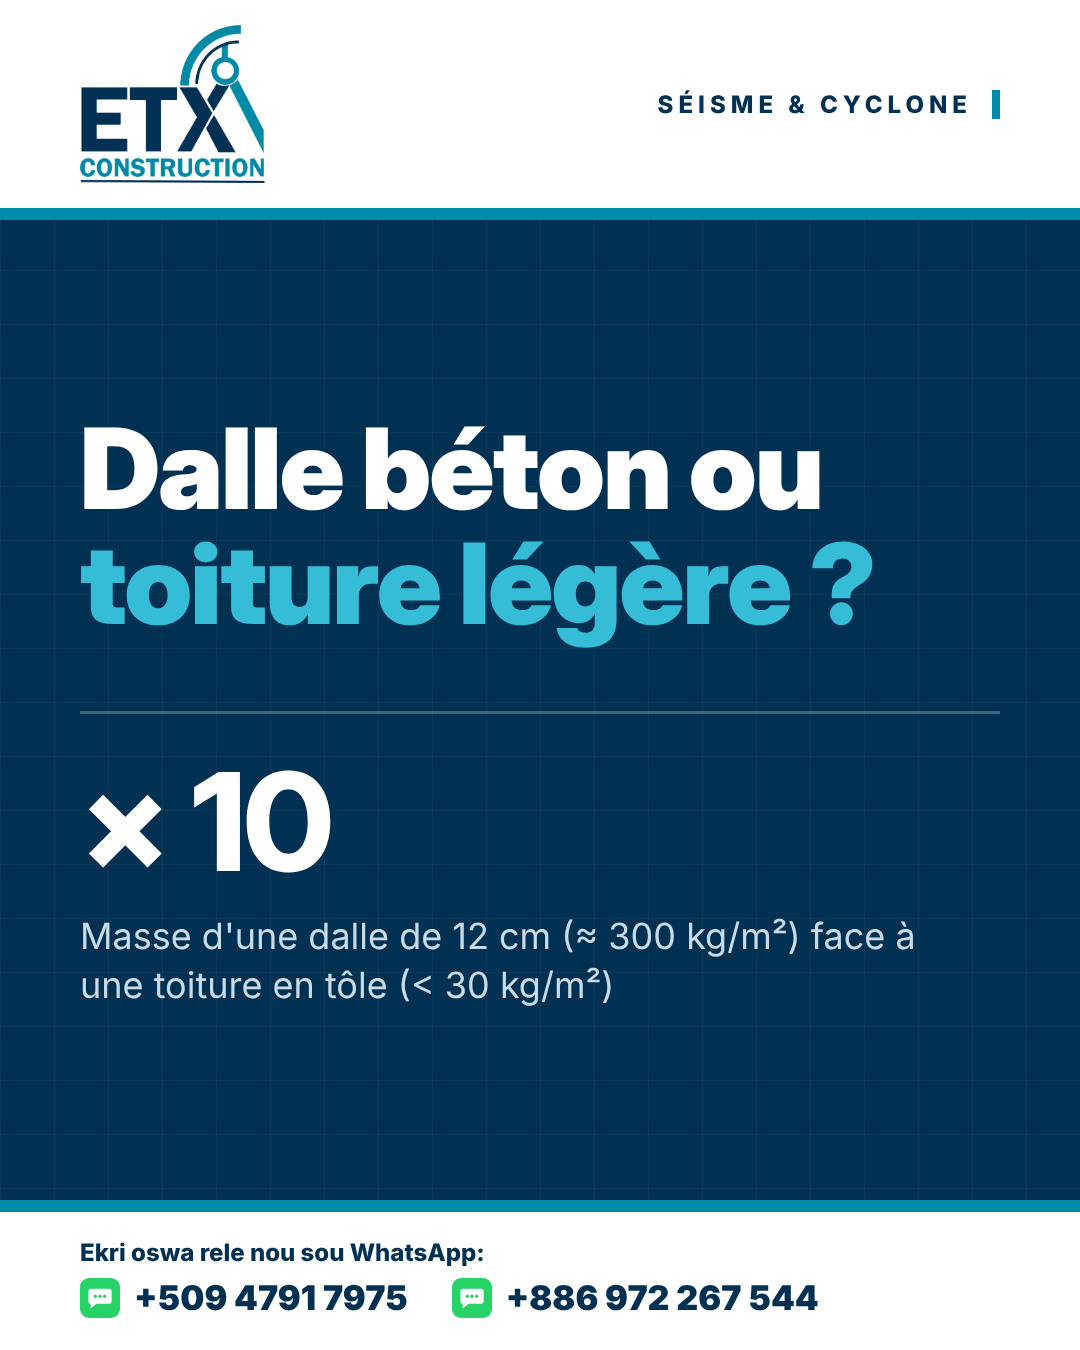 ETX
CONSTRUCTION
SÉISME & CYCLONE
Dalle béton ou
toiture légère ?
× 10
Masse d'une dalle de 12 cm (≈ 300 kg/m²) face à
une toiture en tôle (< 30 kg/m²)
Ekri oswa rele nou sou WhatsApp:
+509 4791 7975 +886 972 267 544